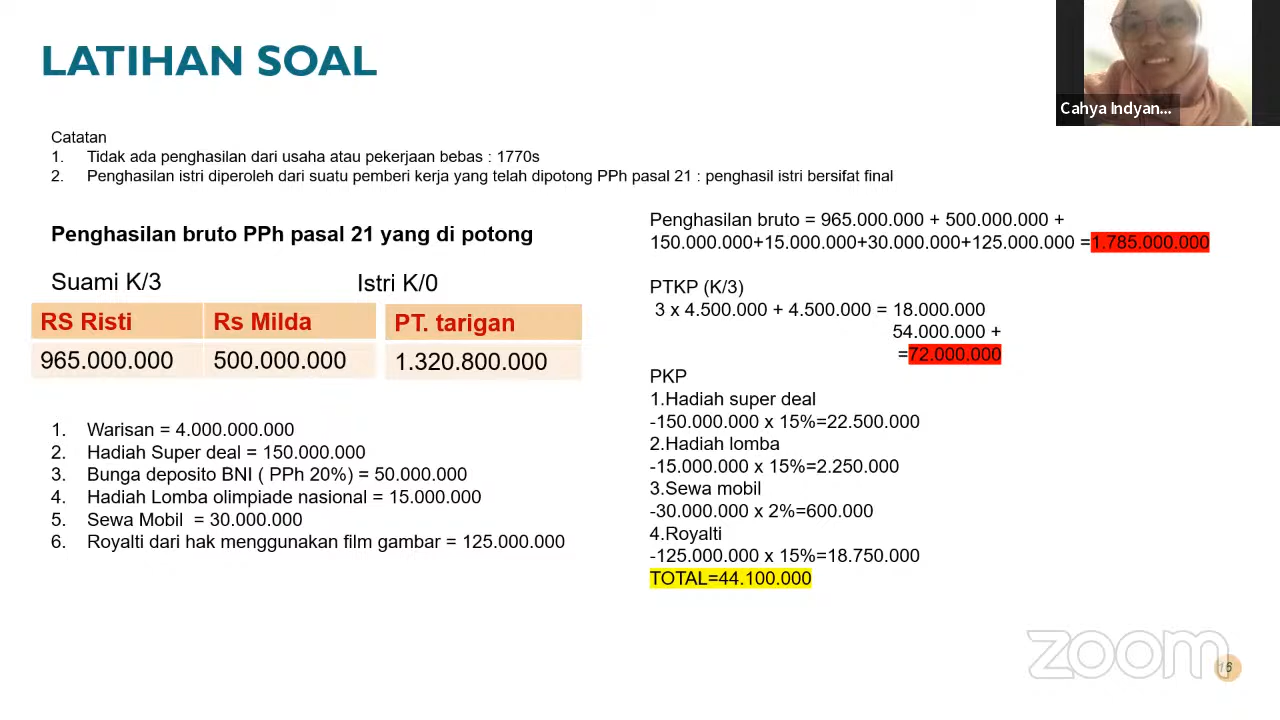 LATIHAN SOAL
Cahya Indyan...
Catatan
1. Tidak ada penghasilan dari usaha atau pekerjaan bebas : 1770s
2. Penghasilan istri diperoleh dari suatu pemberi kerja yang telah dipotong PPh pasal 21 : penghasil istri bersifat final
Penghasilan bruto PPh pasal 21 yang di potong
Suami K/3 Istri K/0
RS Risti Rs Milda PT. tarigan
965.000.000 500.000.000 1.320.800.000
1. Warisan = 4.000.000.000
2. Hadiah Super deal = 150.000.000
3. Bunga deposito BNI ( PPh 20%) = 50.000.000
4. Hadiah Lomba olimpiade nasional = 15.000.000
5. Sewa Mobil = 30.000.000
6. Royalti dari hak menggunakan film gambar = 125.000.000
Penghasilan bruto = 965.000.000 + 500.000.000 +
150.000.000+15.000.000+30.000.000+125.000.000 =1.785.000.000
PTKP (K/3)
3 x 4.500.000 + 4.500.000 = 18.000.000
54.000.000 +
=72.000.000
PKP
1.Hadiah super deal
-150.000.000 x 15%=22.500.000
2.Hadiah lomba
-15.000.000 x 15%=2.250.000
3.Sewa mobil
-30.000.000 x 2%=600.000
4.Royalti
-125.000.000 x 15%=18.750.000
TOTAL=44.100.000
zoom
16